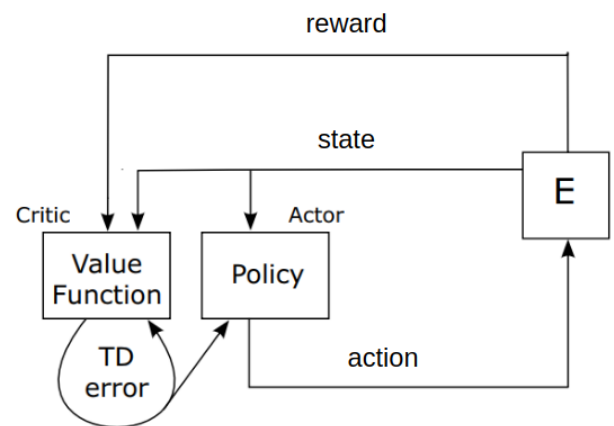 reward
state
E
Critic
Actor
Value
Function
Policy
TD
error
action